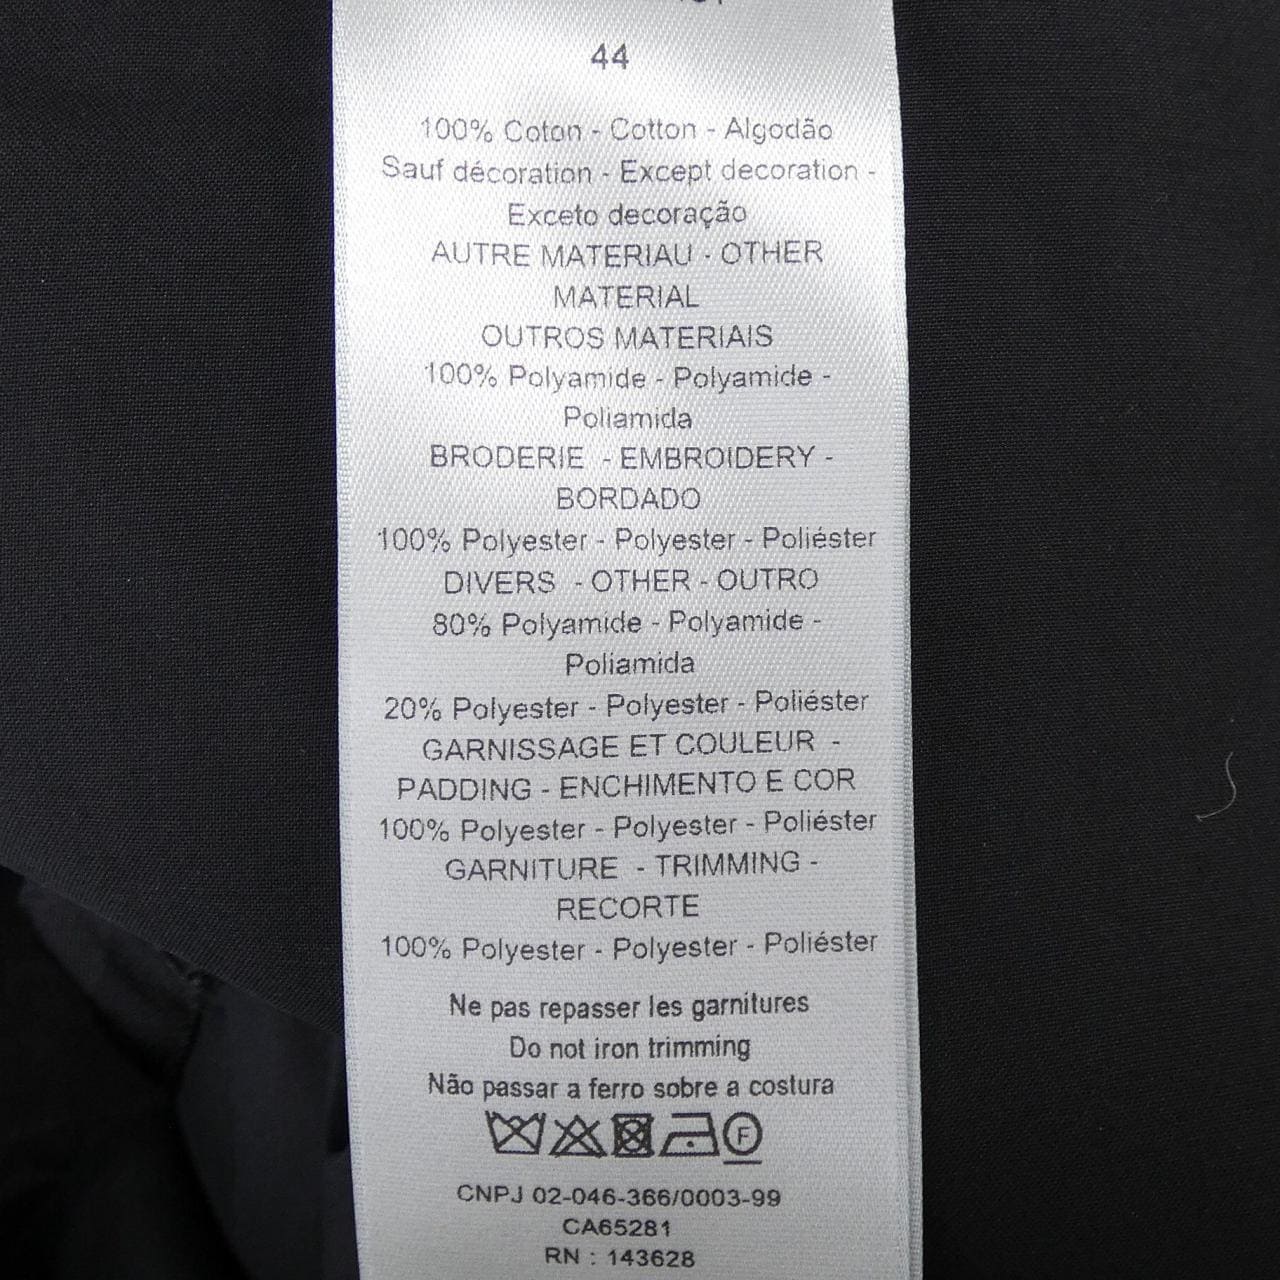 44
100% Coton - Cotton - Algodão
Sauf décoration - Except decoration -
Exceto decoração
AUTRE MATERIAU - OTHER
MATERIAL
OUTROS MATERIAIS
100% Polyamide - Polyamide -
Poliamida
BRODERIE - EMBROIDERY -
BORDADO
100% Polyester - Polyester - Poliéster
DIVERS - OTHER - OUTRO
80% Polyamide - Polyamide -
Poliamida
20% Polyester - Polyester - Poliéster
GARNISSAGE ET COULEUR -
PADDING - ENCHIMENTO E COR
100% Polyester - Polyester - Poliéster
GARNITURE - TRIMMING -
RECORTE
100% Polyester - Polyester - Poliéster
Ne pas repasser les garnitures
Do not iron trimming
Não passar a ferro sobre a costura
F
CNPJ 02-046-366/0003-99
CA65281
RN : 143628